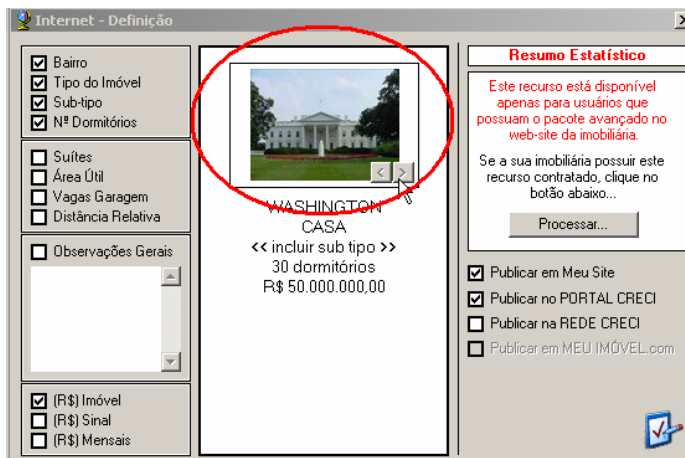 Internet - Definição
Bairro
Tipo do Imóvel
Sub-tipo
Nº Dormitórios
Suítes
Área Útil
Vagas Garagem
Distância Relativa
Observações Gerais
(R$) Imóvel
(R$) Sinal
(R$) Mensais
WASHINGTON
CASA
<< incluir sub tipo >>
30 dormitórios
R$ 50.000.000,00
Resumo Estatístico
Este recurso está disponível
apenas para usuários que
possuam o pacote avançado no
web-site da imobiliária.
Se a sua imobiliária possuir este
recurso contratado, clique no
botão abaixo...
Processar...
Publicar em Meu Site
Publicar no PORTAL CRECI
Publicar na REDE CRECI
Publicar em MEU IMÓVEL.com